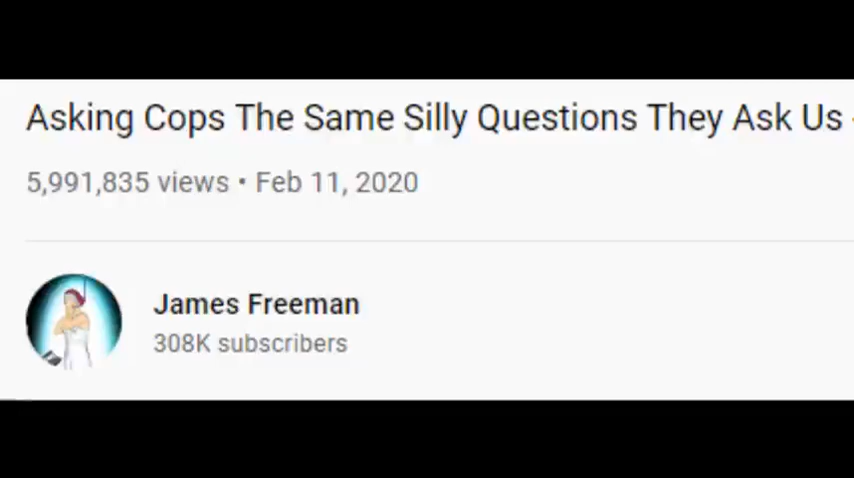 Asking Cops The Same Silly Questions They Ask Us
5,991,835 views • Feb 11, 2020
James Freeman
308K subscribers